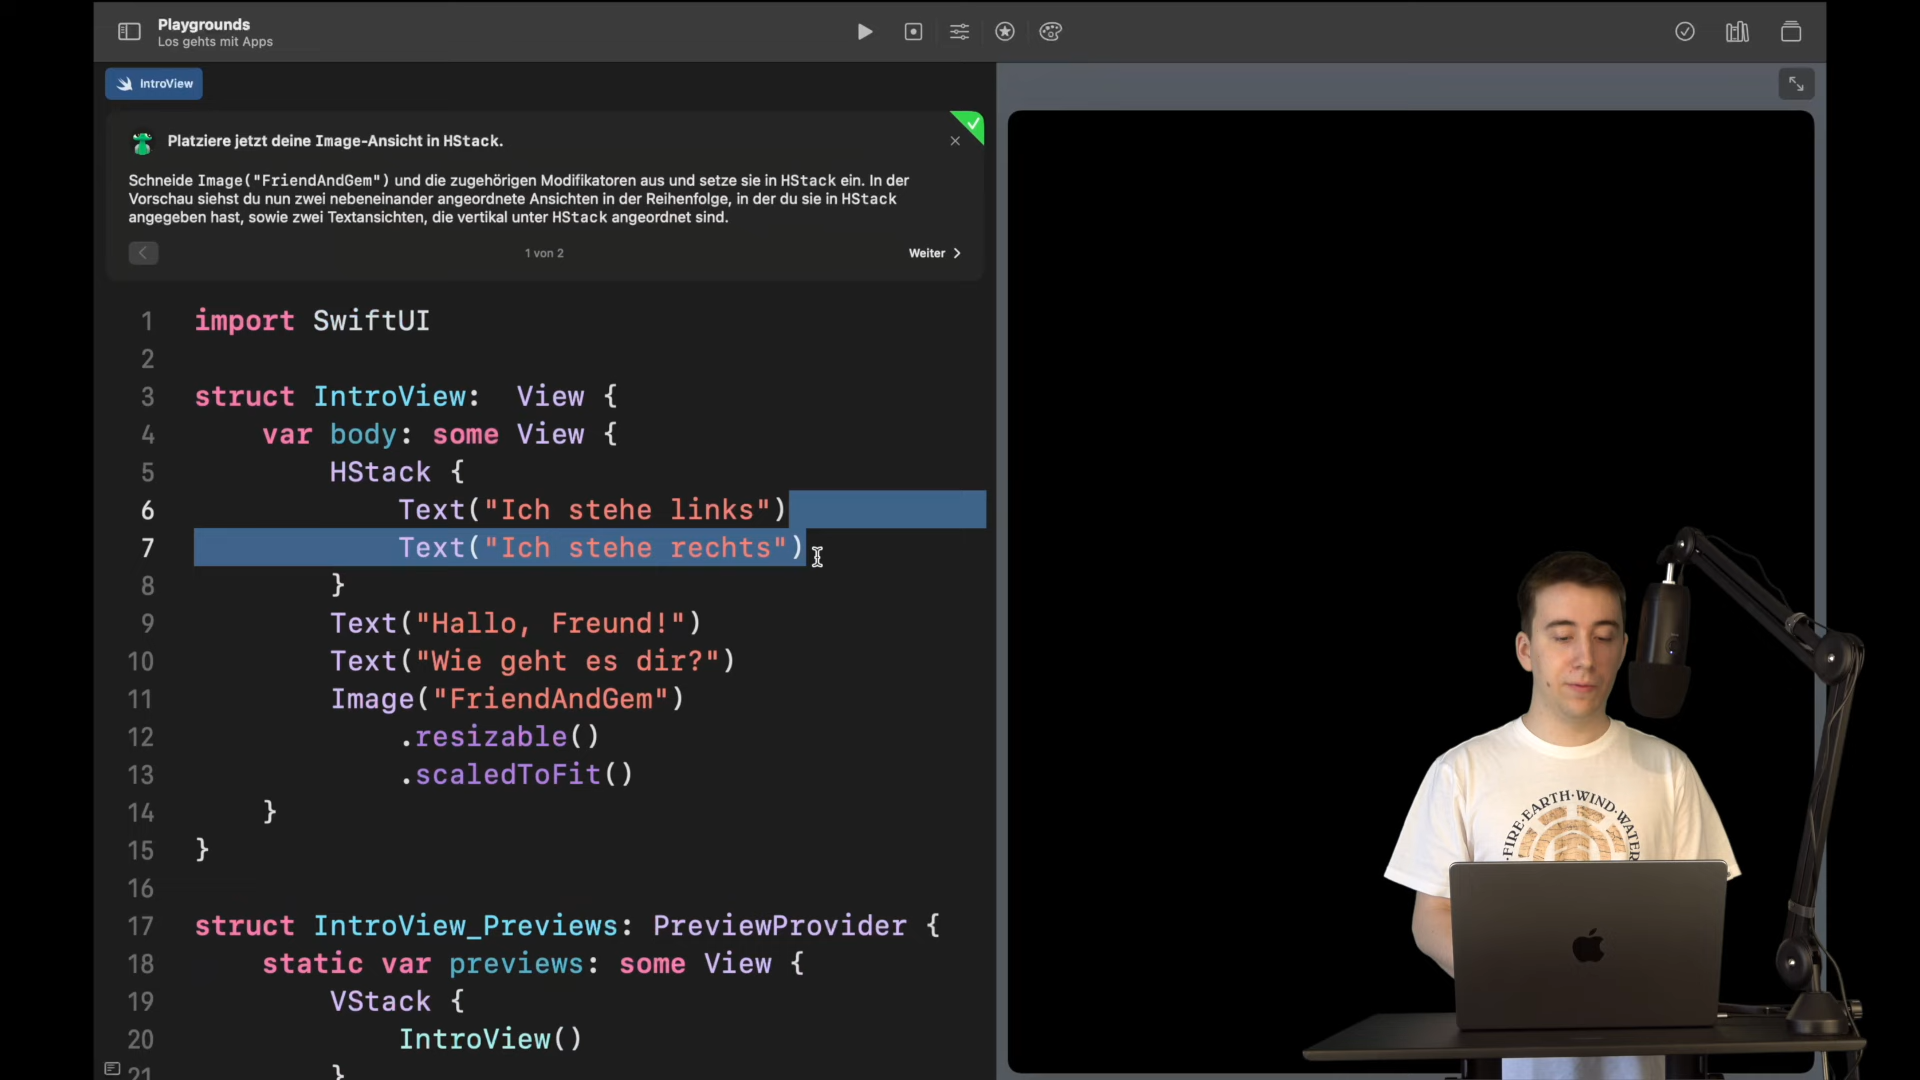 Playgrounds
Los gehts mit Apps
IntroView
Platziere jetzt deine Image-Ansicht in HStack.
Schneide Image("FriendAndGem") und die zugehörigen Modifikatoren aus und setze sie in HStack ein. In der
Vorschau siehst du nun zwei nebeneinander angeordnete Ansichten in der Reihenfolge, in der du sie in HStack
angegeben hast, sowie zwei Textansichten, die vertikal unter HStack angeordnet sind.
1 von 2
Weiter
1 import SwiftUI
2
3 struct IntroView:  View {
4 var body: some View {
5 HStack {
6 Text("Ich stehe links")
7 Text("Ich stehe rechts")
8 }
9 Text("Hallo, Freund!")
10 Text("Wie geht es dir?")
11 Image("FriendAndGem")
12 .resizable()
13 .scaledToFit()
14 }
15 }
16
17 struct IntroView_Previews: PreviewProvider {
18 static var previews: some View {
19 VStack {
20 IntroView()
21 }
FIRE·EARTH·WIND·WATER